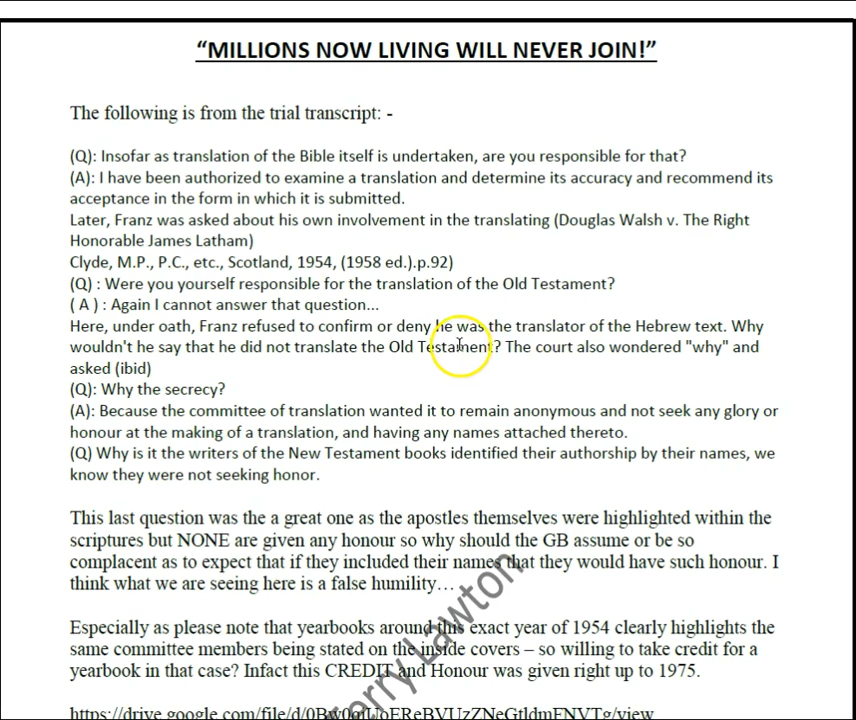 “MILLIONS NOW LIVING WILL NEVER JOIN!”
The following is from the trial transcript: -
(Q): Insofar as translation of the Bible itself is undertaken, are you responsible for that?
(A): I have been authorized to examine a translation and determine its accuracy and recommend its
acceptance in the form in which it is submitted.
Later, Franz was asked about his own involvement in the translating (Douglas Walsh v. The Right
Honorable James Latham)
Clyde, M.P., P.C., etc., Scotland, 1954, (1958 ed.).p.92)
(Q) : Were you yourself responsible for the translation of the Old Testament?
( A ) : Again I cannot answer that question...
Here, under oath, Franz refused to confirm or deny he was the translator of the Hebrew text. Why
wouldn't he say that he did not translate the Old Testament? The court also wondered "why" and
asked (ibid)
(Q): Why the secrecy?
(A): Because the committee of translation wanted it to remain anonymous and not seek any glory or
honour at the making of a translation, and having any names attached thereto.
(Q) Why is it the writers of the New Testament books identified their authorship by their names, we
know they were not seeking honor.
This last question was the a great one as the apostles themselves were highlighted within the
scriptures but NONE are given any honour so why should the GB assume or be so
complacent as to expect that if they included their names that they would have such honour. I
think what we are seeing here is a false humility…
Especially as please note that yearbooks around this exact year of 1954 clearly highlights the
same committee members being stated on the inside covers – so willing to take credit for a
yearbook in that case? Infact this CREDIT and Honour was given right up to 1975.
Terry Lawton